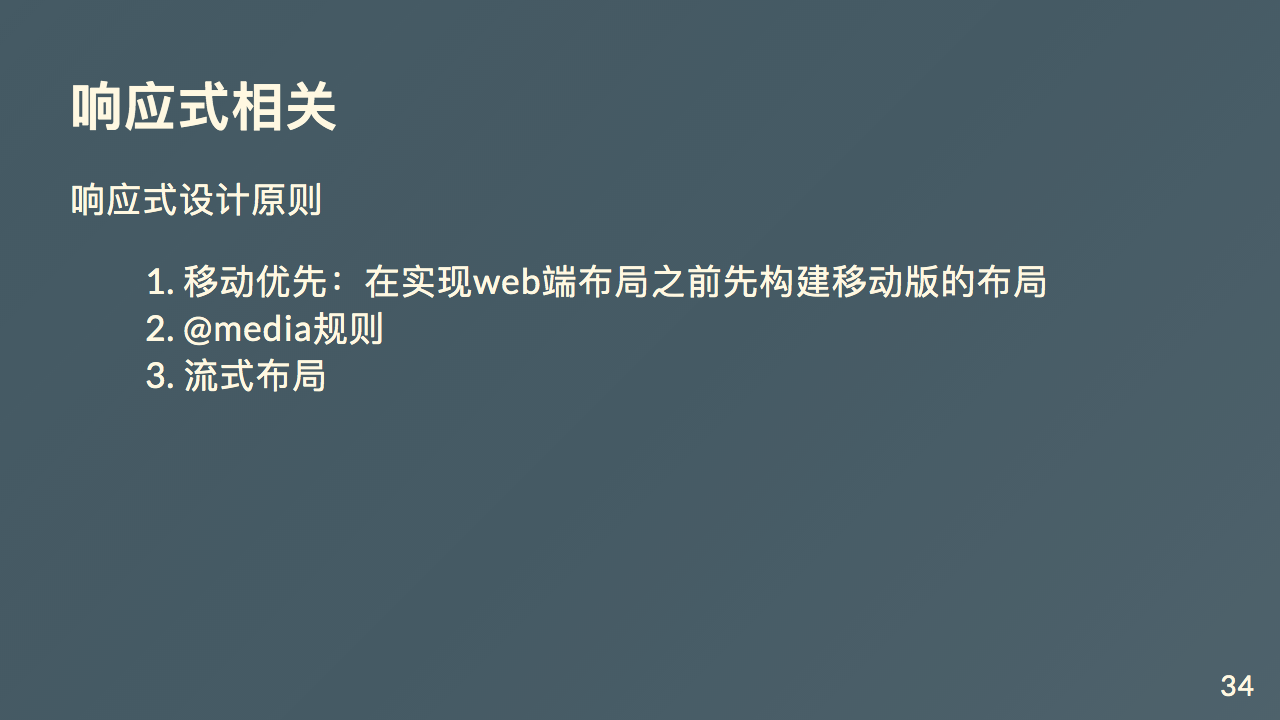 响应式相关
响应式设计原则
1. 移动优先：在实现web端布局之前先构建移动版的布局
2. @media规则
3. 流式布局
34